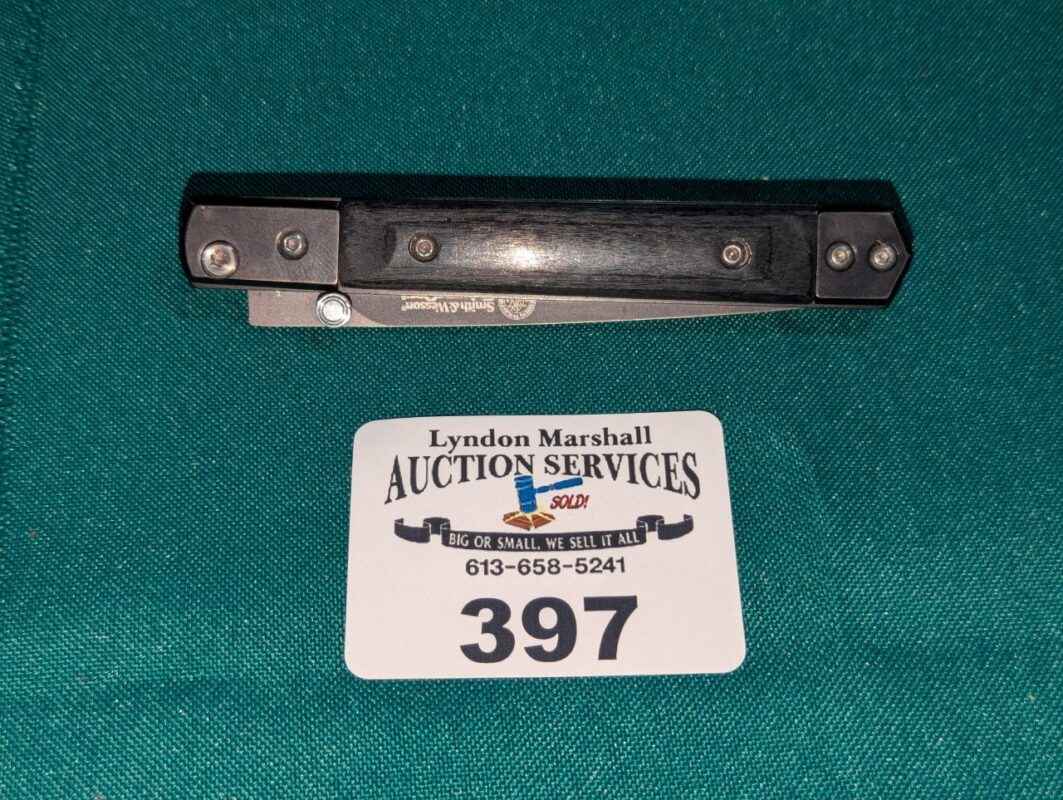 Smith & Wesson®
Lyndon Marshall
AUCTION SERVICES
SOLD!
BIG OR SMALL, WE SELL IT ALL
613-658-5241
397